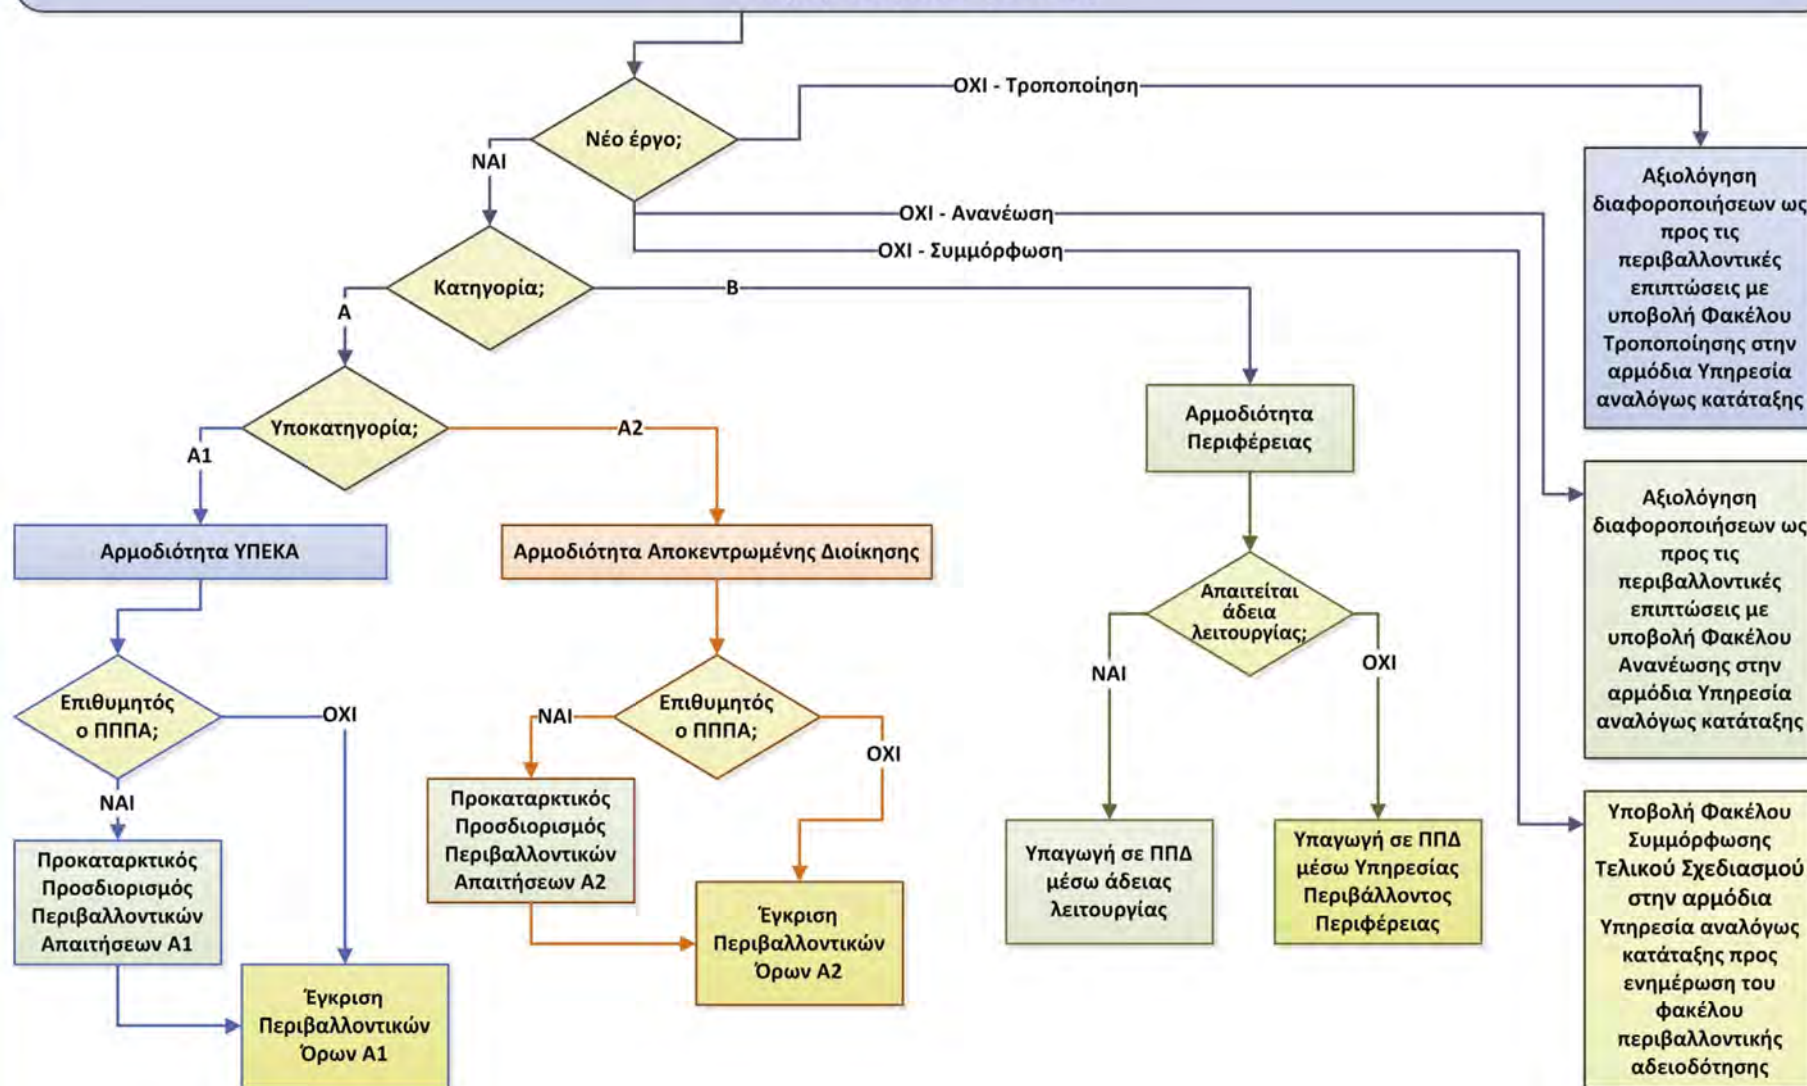 ΟΧΙ - Τροποποίηση
Νέο έργο;
ΝΑΙ
ΟΧΙ - Ανανέωση
ΟΧΙ - Συμμόρφωση
Αξιολόγηση
διαφοροποιήσεων ως
προς τις
περιβαλλοντικές
επιπτώσεις με
υποβολή Φακέλου
Τροποποίησης στην
αρμόδια Υπηρεσία
αναλόγως κατάταξης
Κατηγορία;
Α
Β
Υποκατηγορία;
Α1
Α2
Αρμοδιότητα
Περιφέρειας
Αξιολόγηση
διαφοροποιήσεων ως
προς τις
περιβαλλοντικές
επιπτώσεις με
υποβολή Φακέλου
Ανανέωσης στην
αρμόδια Υπηρεσία
αναλόγως κατάταξης
Αρμοδιότητα ΥΠΕΚΑ
Αρμοδιότητα Αποκεντρωμένης Διοίκησης
Απαιτείται
άδεια
λειτουργίας;
ΝΑΙ
ΟΧΙ
Επιθυμητός
ο ΠΠΠΑ;
ΟΧΙ
ΝΑΙ
Επιθυμητός
ο ΠΠΠΑ;
ΝΑΙ
ΟΧΙ
Προκαταρκτικός
Προσδιορισμός
Περιβαλλοντικών
Απαιτήσεων Α1
Προκαταρκτικός
Προσδιορισμός
Περιβαλλοντικών
Απαιτήσεων Α2
Υπαγωγή σε ΠΠΔ
μέσω άδειας
λειτουργίας
Υπαγωγή σε ΠΠΔ
μέσω Υπηρεσίας
Περιβάλλοντος
Περιφέρειας
Υποβολή Φακέλου
Συμμόρφωσης
Τελικού Σχεδιασμού
στην αρμόδια
Υπηρεσία αναλόγως
κατάταξης προς
ενημέρωση του
φακέλου
περιβαλλοντικής
αδειοδότησης
Έγκριση
Περιβαλλοντικών
Όρων Α1
Έγκριση
Περιβαλλοντικών
Όρων Α2